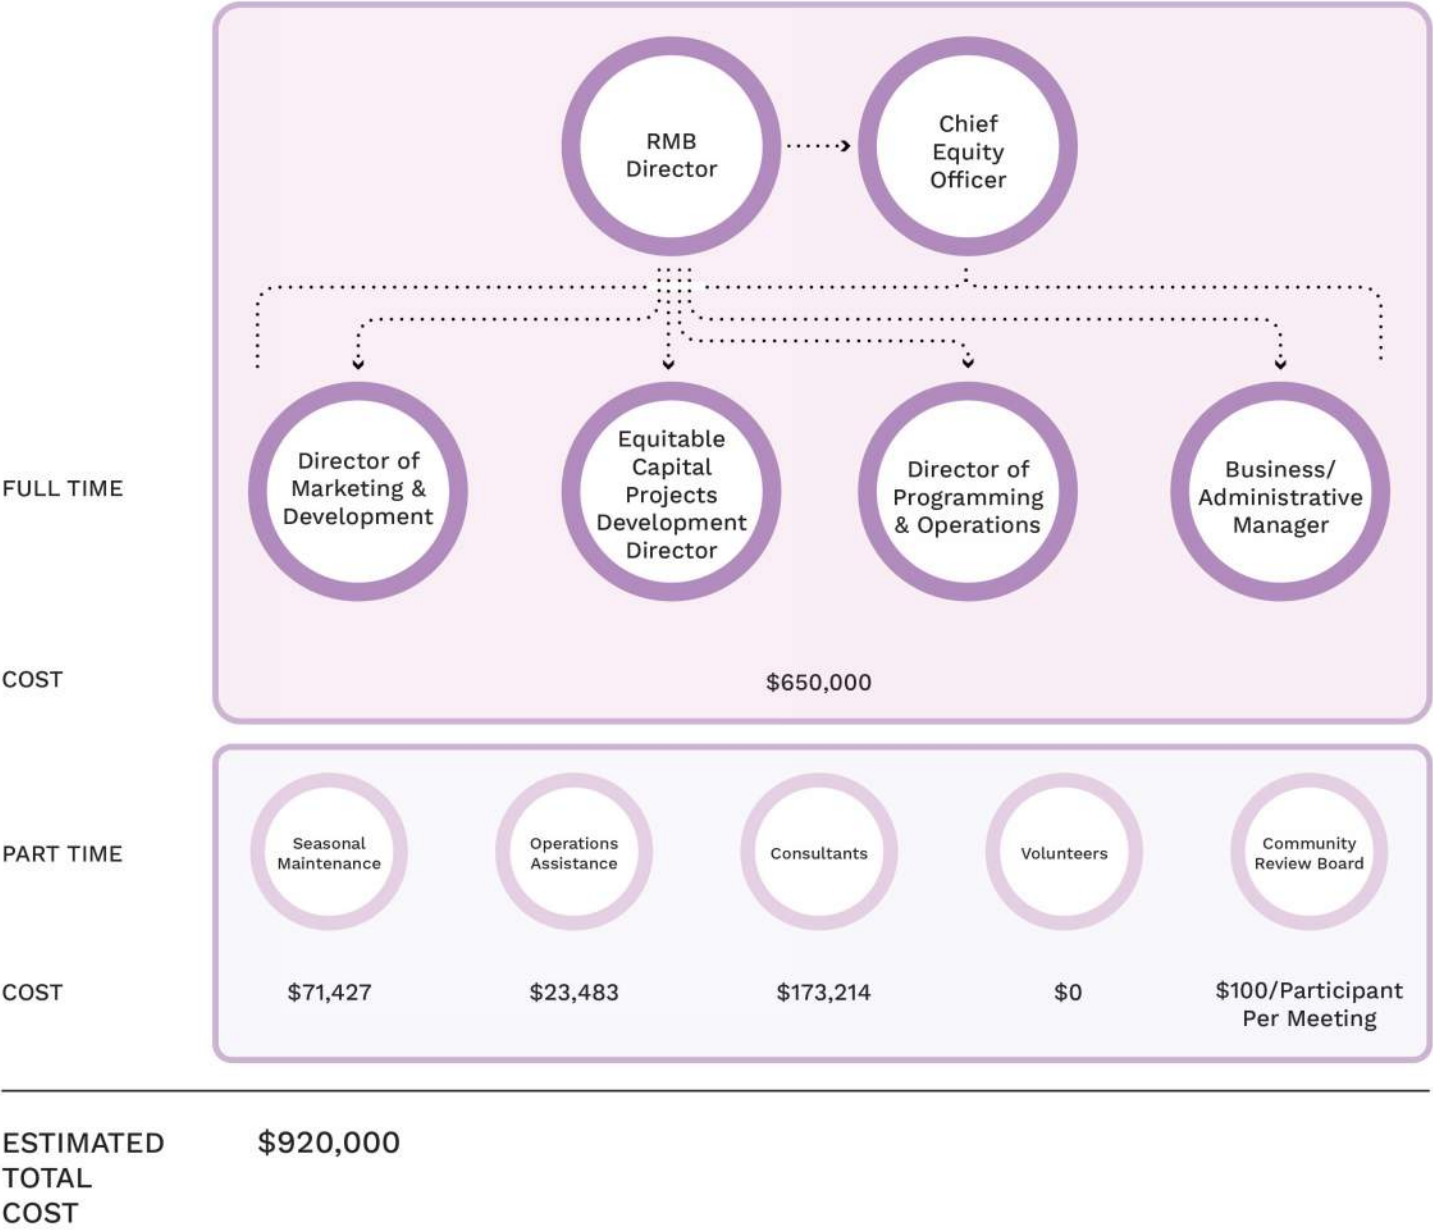 RMB
Director
Chief
Equity
Officer
FULL TIME
Director of
Marketing &
Development
Equitable
Capital
Projects
Development
Director
Director of
Programming
& Operations
Business/
Administrative
Manager
COST
$650,000
PART TIME
Seasonal
Maintenance
Operations
Assistance
Consultants
Volunteers
Community
Review Board
COST
$71,427
$23,483
$173,214
$0
$100/Participant
Per Meeting
ESTIMATED
TOTAL
COST
$920,000